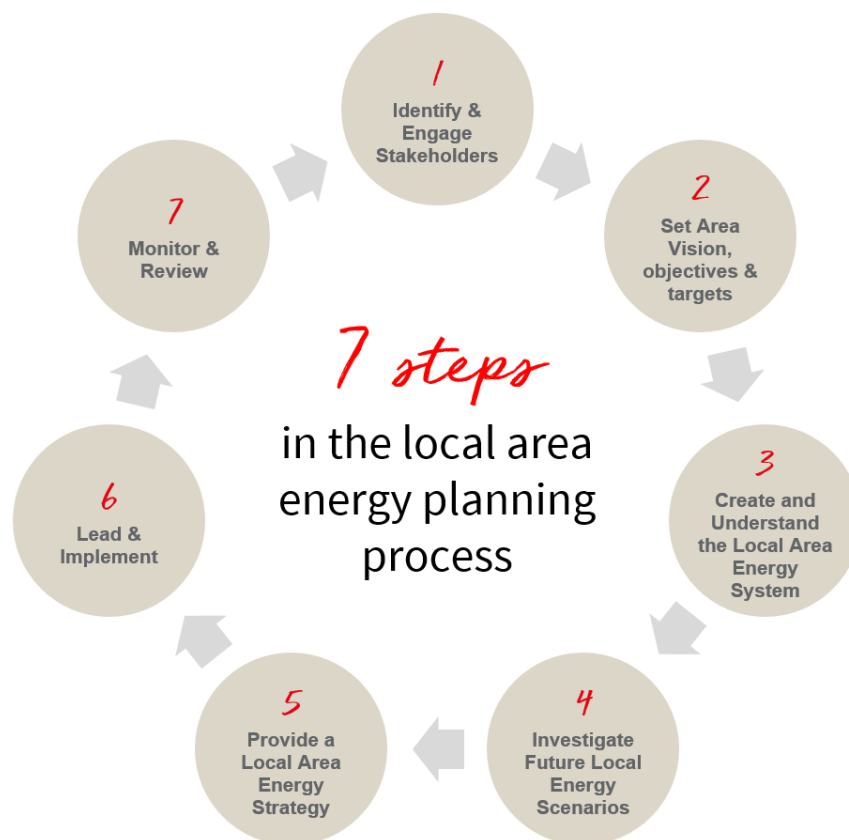 1
Identify &
Engage
Stakeholders
2
Set Area
Vision,
objectives &
targets
3
Create and
Understand
the Local Area
Energy
System
4
Investigate
Future Local
Energy
Scenarios
5
Provide a
Local Area
Energy
Strategy
6
Lead &
Implement
7
Monitor &
Review
7 steps
in the local area
energy planning
process